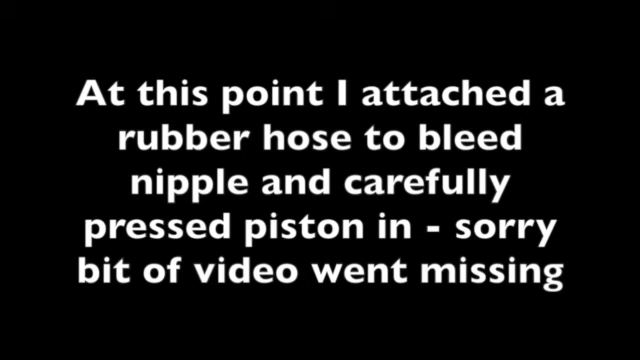 At this point I attached a
rubber hose to bleed
nipple and carefully
pressed piston in - sorry
bit of video went missing